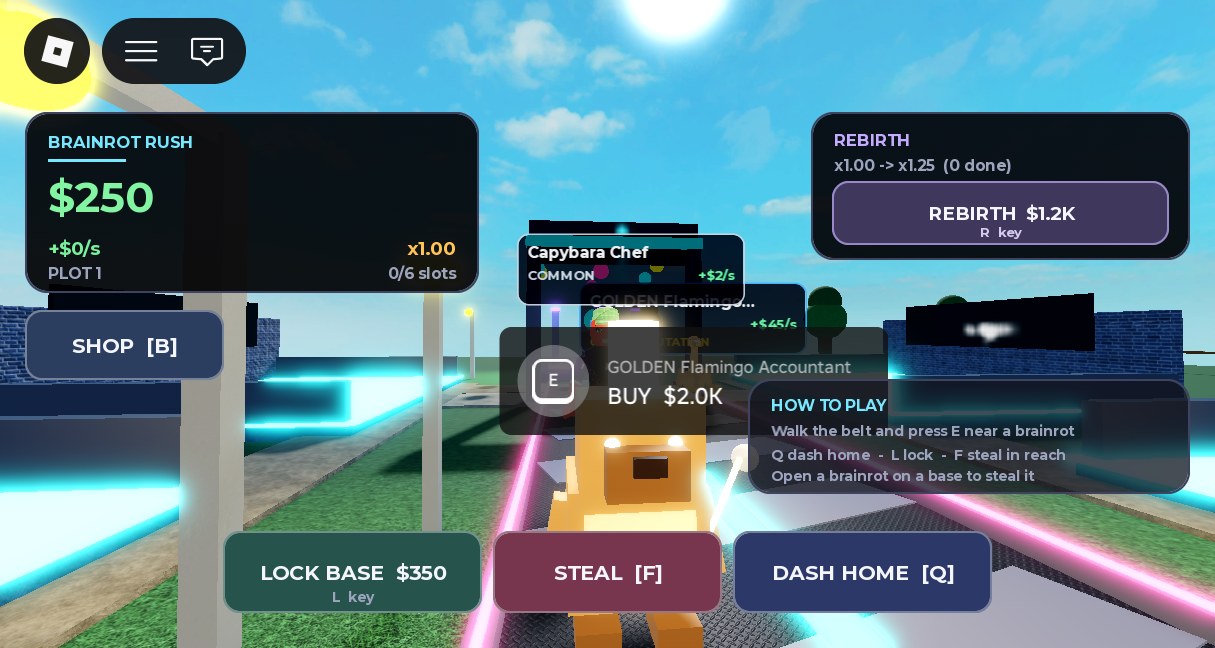 BRAINROT RUSH
$250
+$0/s x1.00
PLOT 1 0/6 slots
SHOP [B]
REBIRTH
x1.00 -> x1.25 (0 done)
REBIRTH $1.2K
R key
Capybara Chef
COMMON +$2/s
GOLDEN Flamingo...
+$45/s
E
GOLDEN Flamingo Accountant
BUY $2.0K
HOW TO PLAY
Walk the belt and press E near a brainrot
Q dash home - L lock - F steal in reach
Open a brainrot on a base to steal it
LOCK BASE $350
L key
STEAL [F]
DASH HOME [Q]